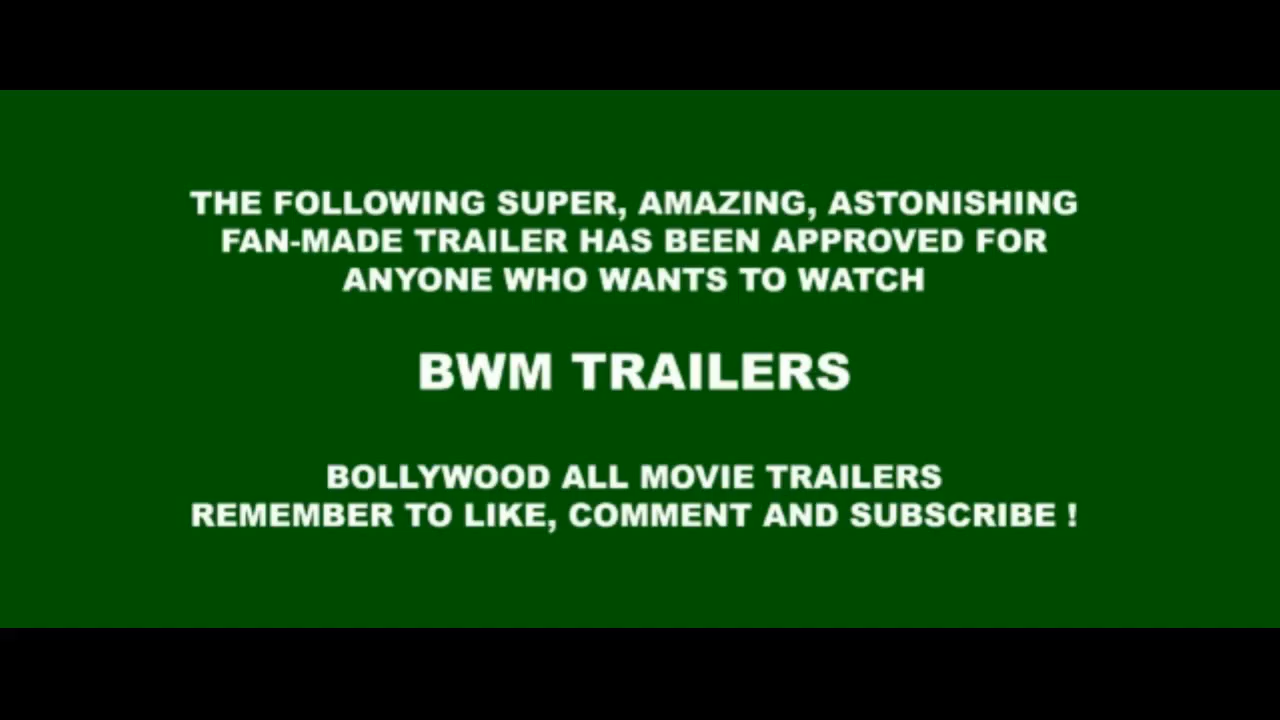 THE FOLLOWING SUPER, AMAZING, ASTONISHING
FAN-MADE TRAILER HAS BEEN APPROVED FOR
ANYONE WHO WANTS TO WATCH
BWM TRAILERS
BOLLYWOOD ALL MOVIE TRAILERS
REMEMBER TO LIKE, COMMENT AND SUBSCRIBE !